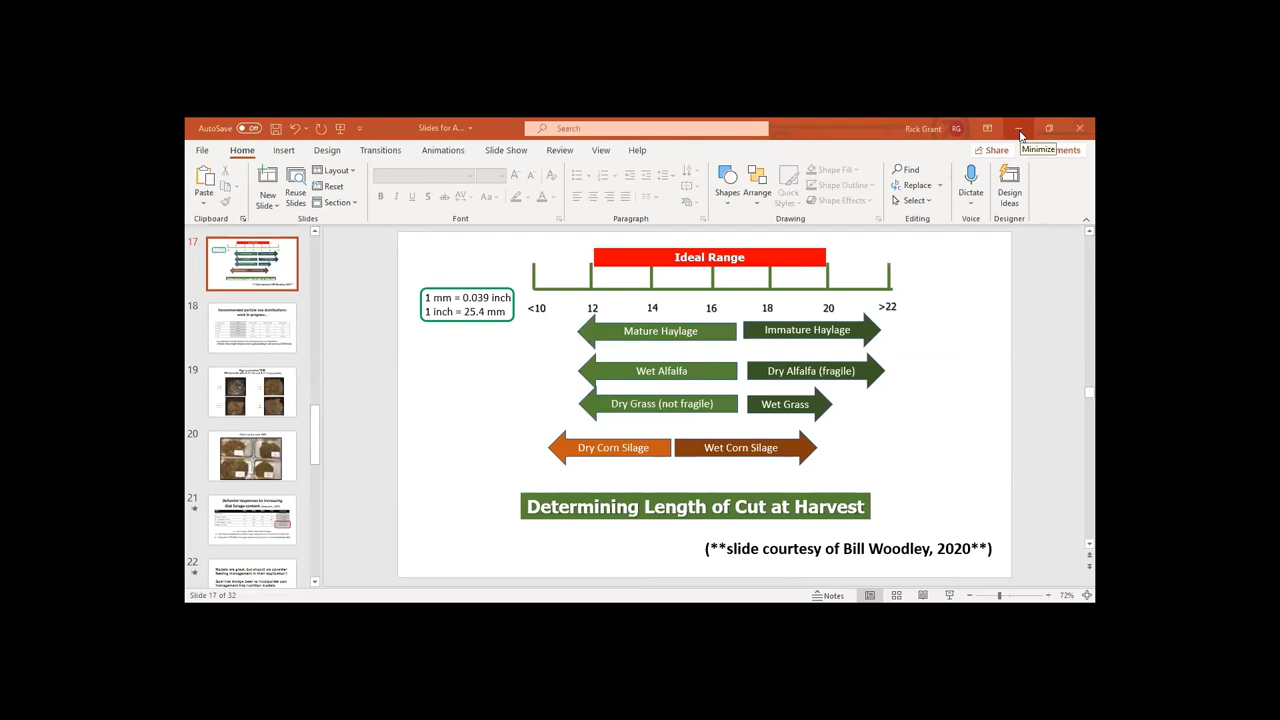 AutoSave Off Slides for A... Search Rick Grant RG
File Home Insert Design Transitions Animations Slide Show Review View Help Share ments
Minimize
Paste New Slide Reuse Slides Layout Reset Section Shapes Arrange Quick Styles Shape Fill Shape Outline Shape Effects Find Replace Select Dictate Design Ideas
Clipboard Slides Font Paragraph Drawing Editing Voice Designer
17
18
19
20
21
22
Ideal Range
1 mm = 0.039 inch
1 inch = 25.4 mm
<10 12 14 16 18 20 >22
Mature Haylage Immature Haylage
Wet Alfalfa Dry Alfalfa (fragile)
Dry Grass (not fragile) Wet Grass
Dry Corn Silage Wet Corn Silage
Determining Length of Cut at Harvest
(**slide courtesy of Bill Woodley, 2020**)
Slide 17 of 32 Notes 72%